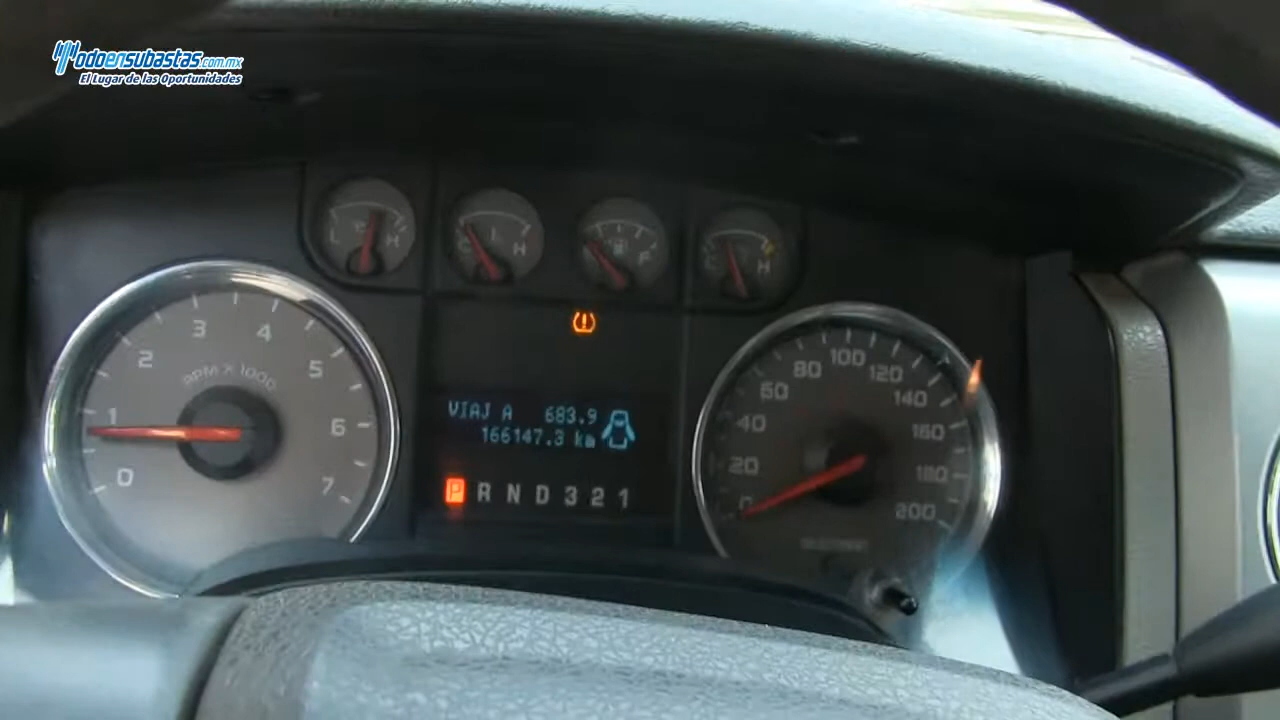 TodoenSubastas.com.mx
El Lugar de las Oportunidades
L H
C H
F
C H
0 1 2 3 4 5 6 7
RPM X 1000
VIAJ A 683.9
166147.3 km
P R N D 3 2 1
0 20 40 60 80 100 120 140 160 180 200